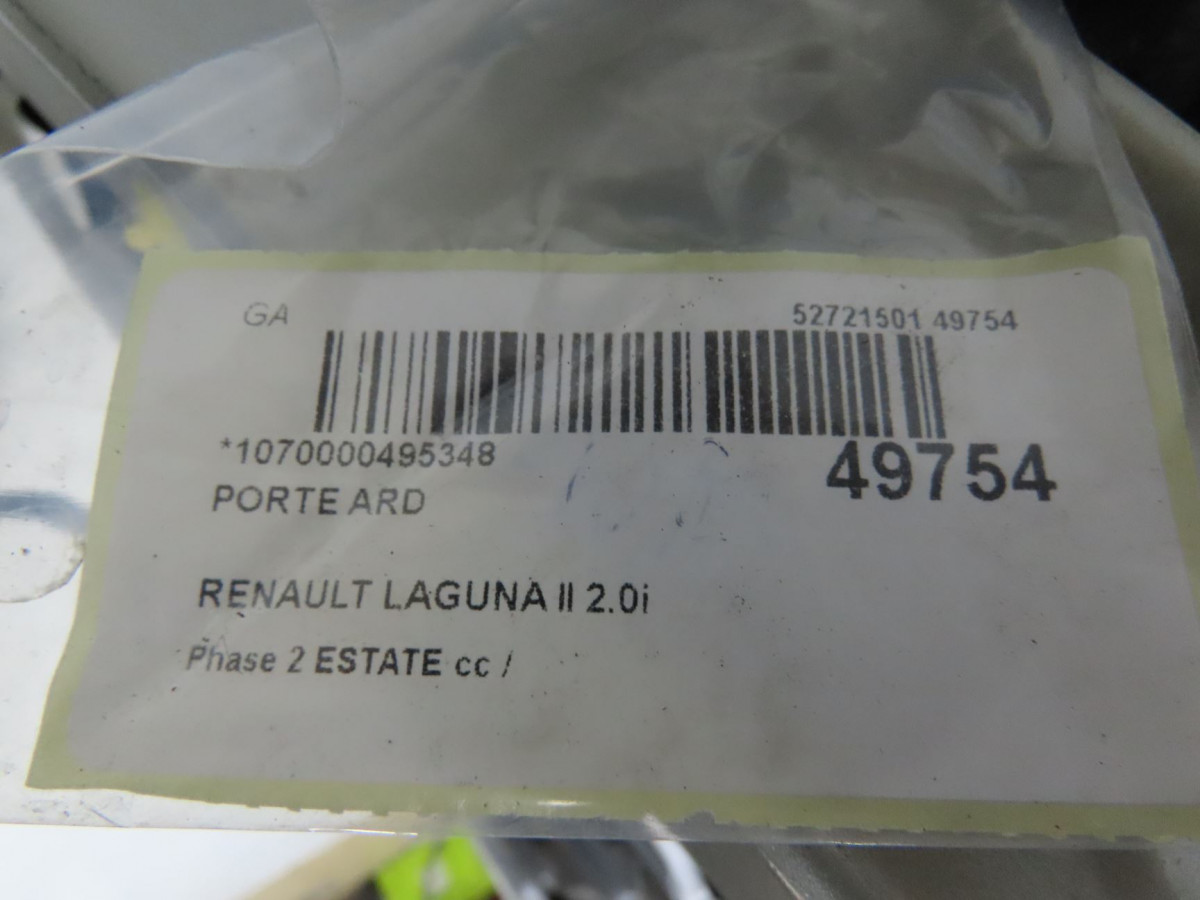 GA 52721501 49754
*1070000495348
49754
PORTE ARD
RENAULT LAGUNA II 2.0i
Phase 2 ESTATE cc /